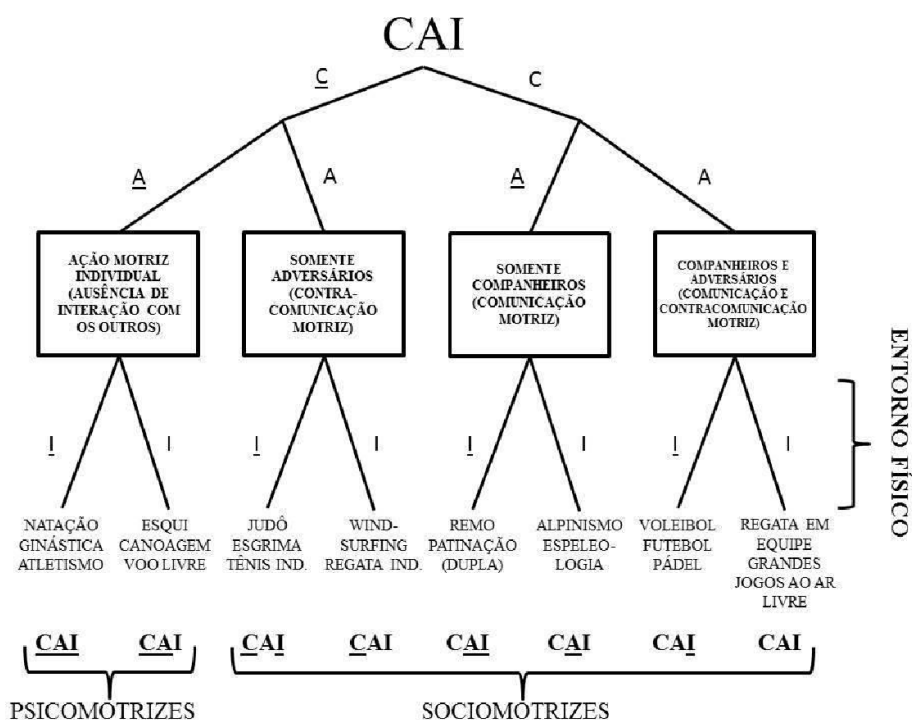 CAI
C C
A A A A
AÇÃO MOTRIZ
INDIVIDUAL
(AUSÊNCIA DE
INTERAÇÃO COM
OS OUTROS)
SOMENTE
ADVERSÁRIOS
(CONTRA-
COMUNICAÇÃO
MOTRIZ)
SOMENTE
COMPANHEIROS
(COMUNICAÇÃO
MOTRIZ)
COMPANHEIROS E
ADVERSÁRIOS
(COMUNICAÇÃO E
CONTRACOMUNICAÇÃO
MOTRIZ)
ENTORNO FÍSÍCO
I I I I I I I I
NATAÇÃO
GINÁSTICA
ATLETISMO
ESQUI
CANOAGEM
VOO LIVRE
JUDÔ
ESGRIMA
TÊNIS IND.
WIND-
SURFING
REGATA IND.
REMO
PATINAÇÃO
(DUPLA)
ALPINISMO
ESPELEO-
LOGIA
VOLEIBOL
FUTEBOL
PÁDEL
REGATA EM
EQUIPE
GRANDES
JOGOS AO AR
LIVRE
CAI CAI CAI CAI CAI CAI CAI CAI
PSICOMOTRIZES SOCIOMOTRIZES